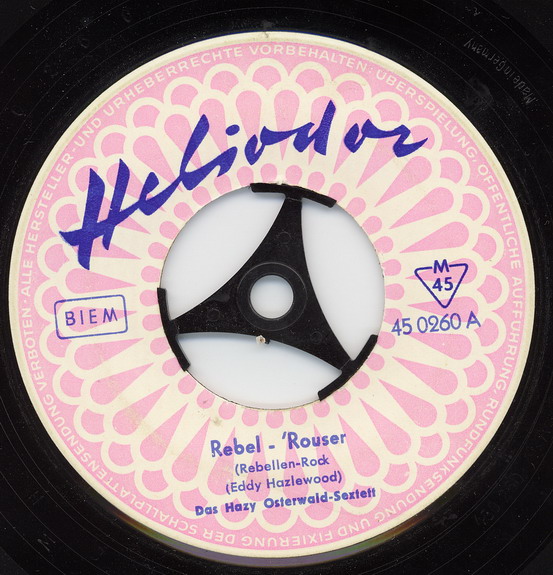 ALLE HERSTELLER- UND URHEBERRECHTE VORBEHALTEN · ÜBERSPIELUNG, ÖFFENTLICHE AUFFÜHRUNG, RUNDFUNKSENDUNG UND FIXIERUNG DER SCHALLPLATTENSENDUNG VERBOTEN ·
Made in Germany
Heliodor
BIEM
M
45
45 0260 A
Rebel - 'Rouser
(Rebellen-Rock
(Eddy Hazlewood)
Das Hazy Osterwald-Sextett